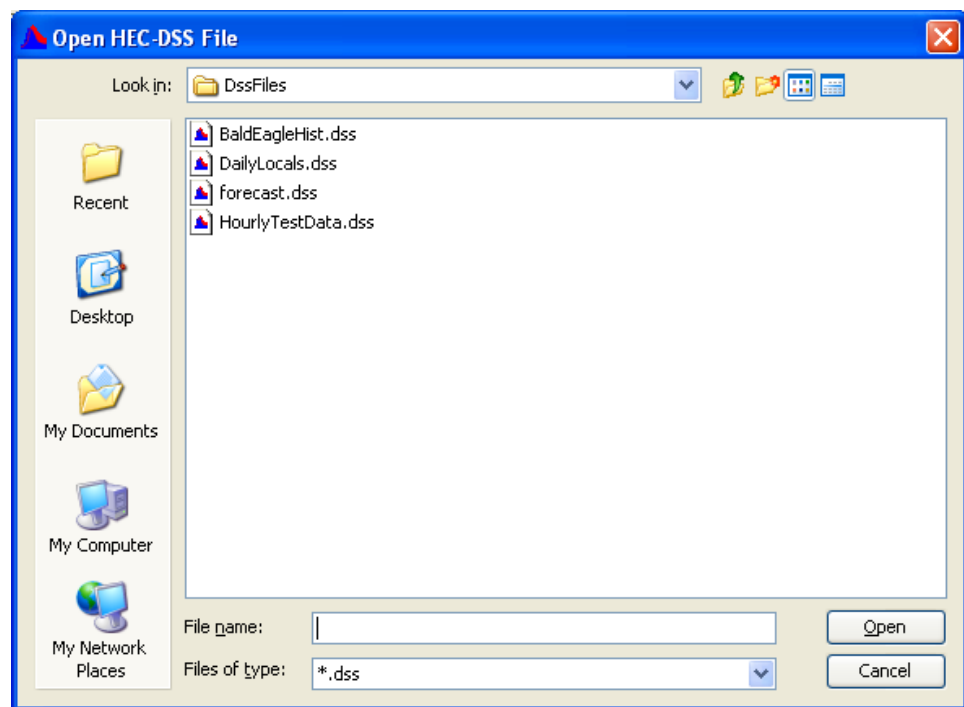 Open HEC-DSS File
Look in: DssFiles
BaldEagleHist.dss
DailyLocals.dss
forecast.dss
HourlyTestData.dss
Recent
Desktop
My Documents
My Computer
My Network
Places
File name:
Open
Files of type: *.dss
Cancel